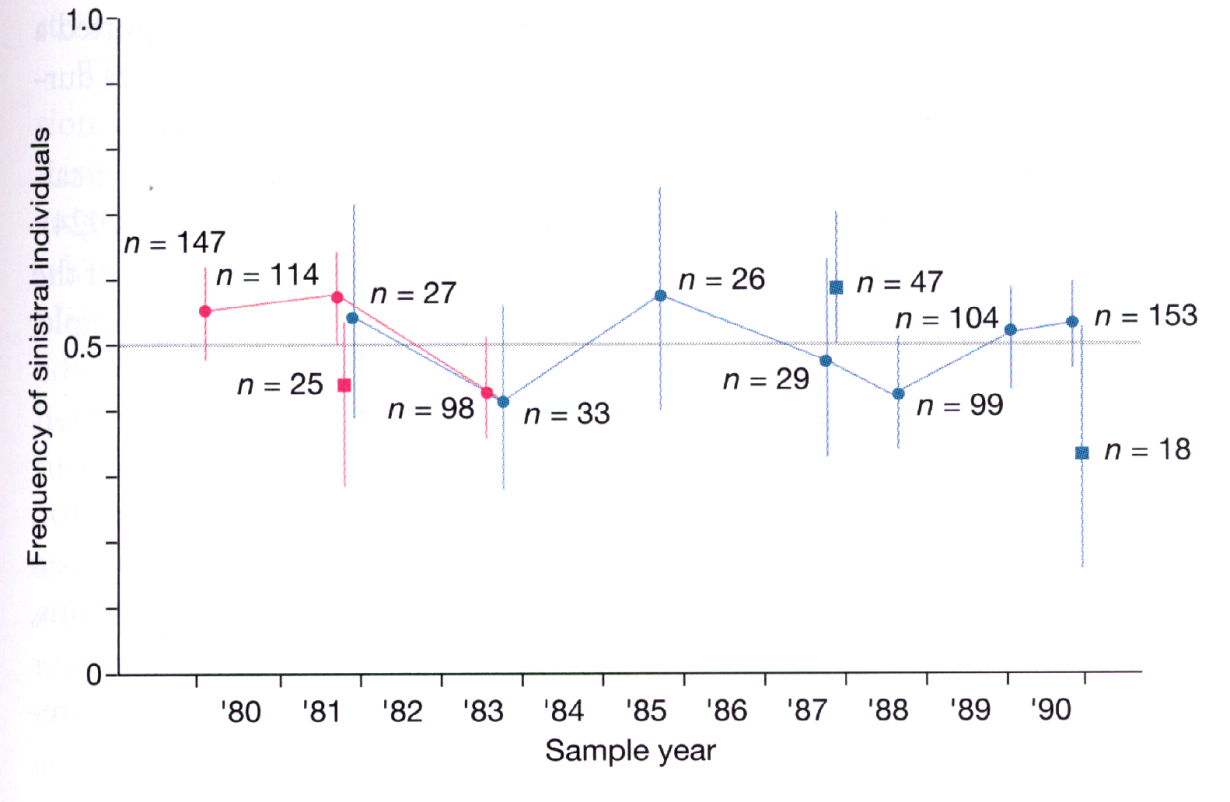 1.0
n = 147
n = 114
n = 27
n = 26
n = 47
n = 104
n = 153
0.5
n = 25
n = 98
n = 33
n = 29
n = 99
n = 18
0
Frequency of sinistral individuals
'80 '81 '82 '83 '84 '85 '86 '87 '88 '89 '90
Sample year